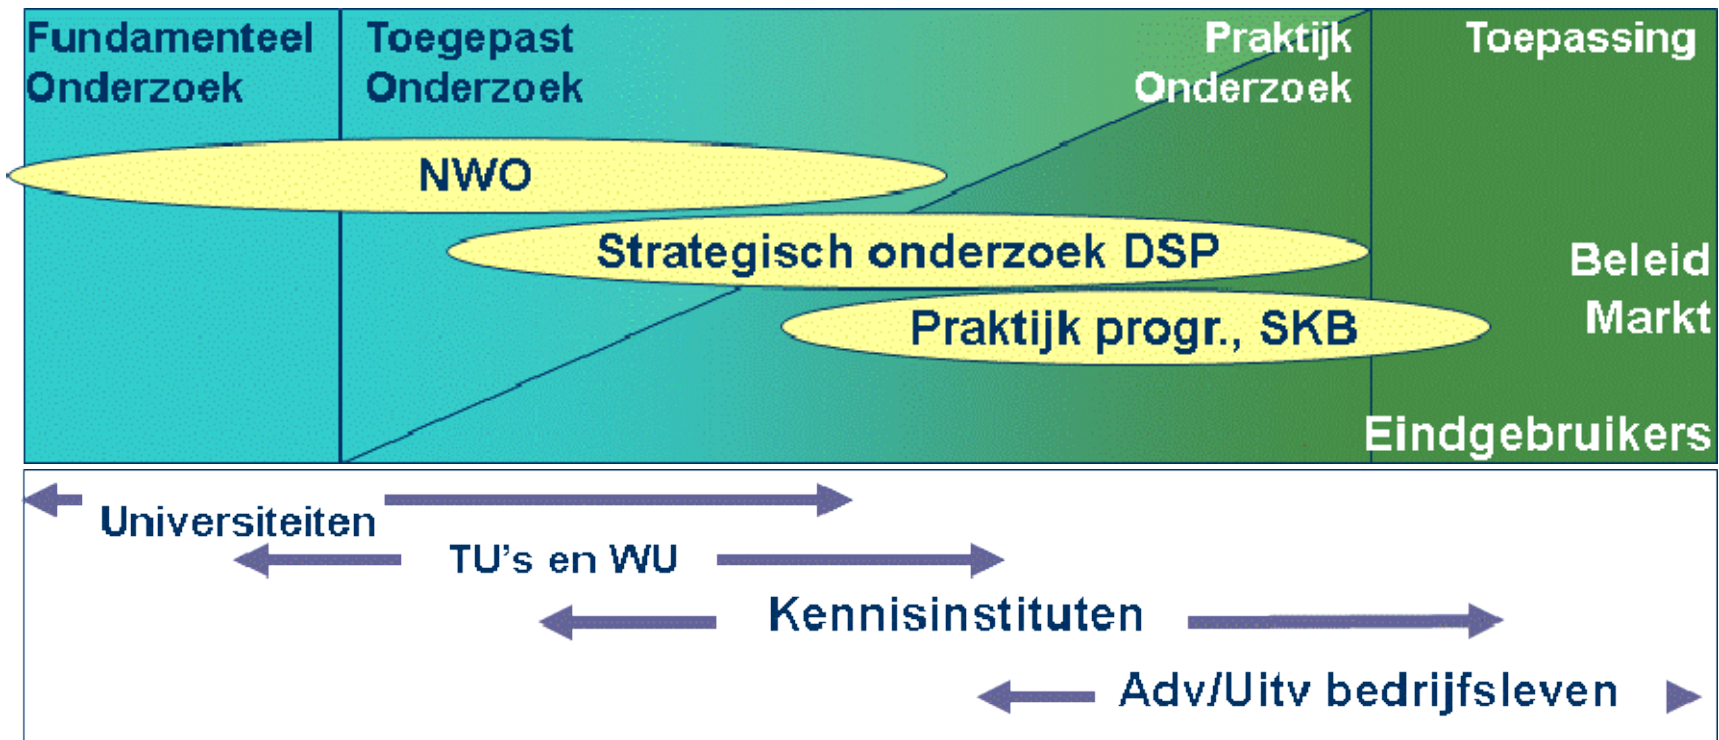 Fundamenteel
Onderzoek
Toegepast
Onderzoek
Praktijk
Onderzoek
Toepassing
NWO
Strategisch onderzoek DSP
Praktijk progr., SKB
Beleid
Markt
Eindgebruikers
Universiteiten
TU's en WU
Kennisinstituten
Adv/Uitv bedrijfsleven